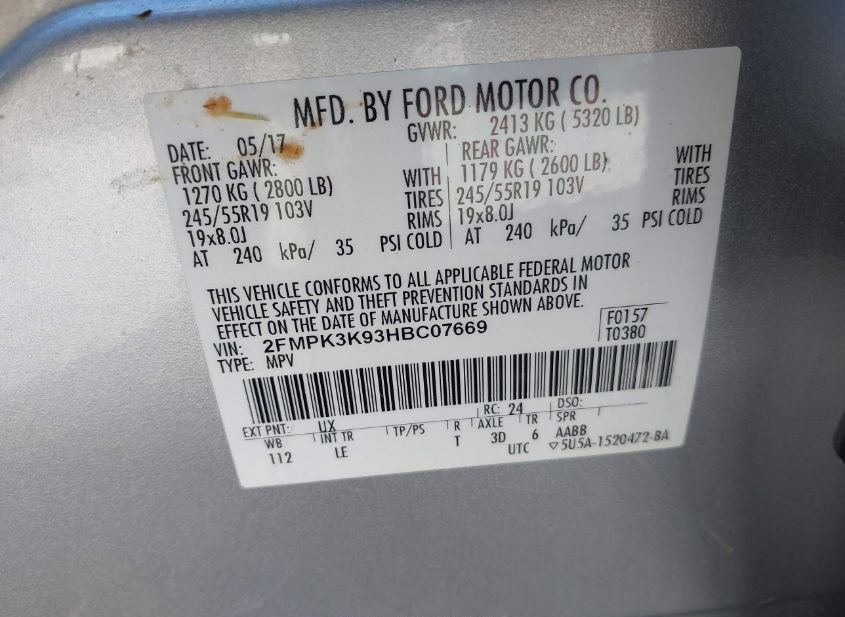 MFD. BY FORD MOTOR CO.
DATE: 05/17 GVWR: 2413 KG ( 5320 LB)
FRONT GAWR: REAR GAWR:
1270 KG ( 2800 LB) WITH 1179 KG ( 2600 LB) WITH
245/55R19 103V TIRES 245/55R19 103V TIRES
19x8.0J RIMS 19x8.0J RIMS
AT 240 kPa/ 35 PSI COLD AT 240 kPa/ 35 PSI COLD
THIS VEHICLE CONFORMS TO ALL APPLICABLE FEDERAL MOTOR
VEHICLE SAFETY AND THEFT PREVENTION STANDARDS IN
EFFECT ON THE DATE OF MANUFACTURE SHOWN ABOVE.
VIN: 2FMPK3K93HBC07669 F0157
TYPE: MPV T0380
EXT PNT: UX RC: 24 DSO:
WB INT TR TP/PS R AXLE TR SPR
112 LE T 3D 6 AABB
UTC ▽5U5A-1520472-BA